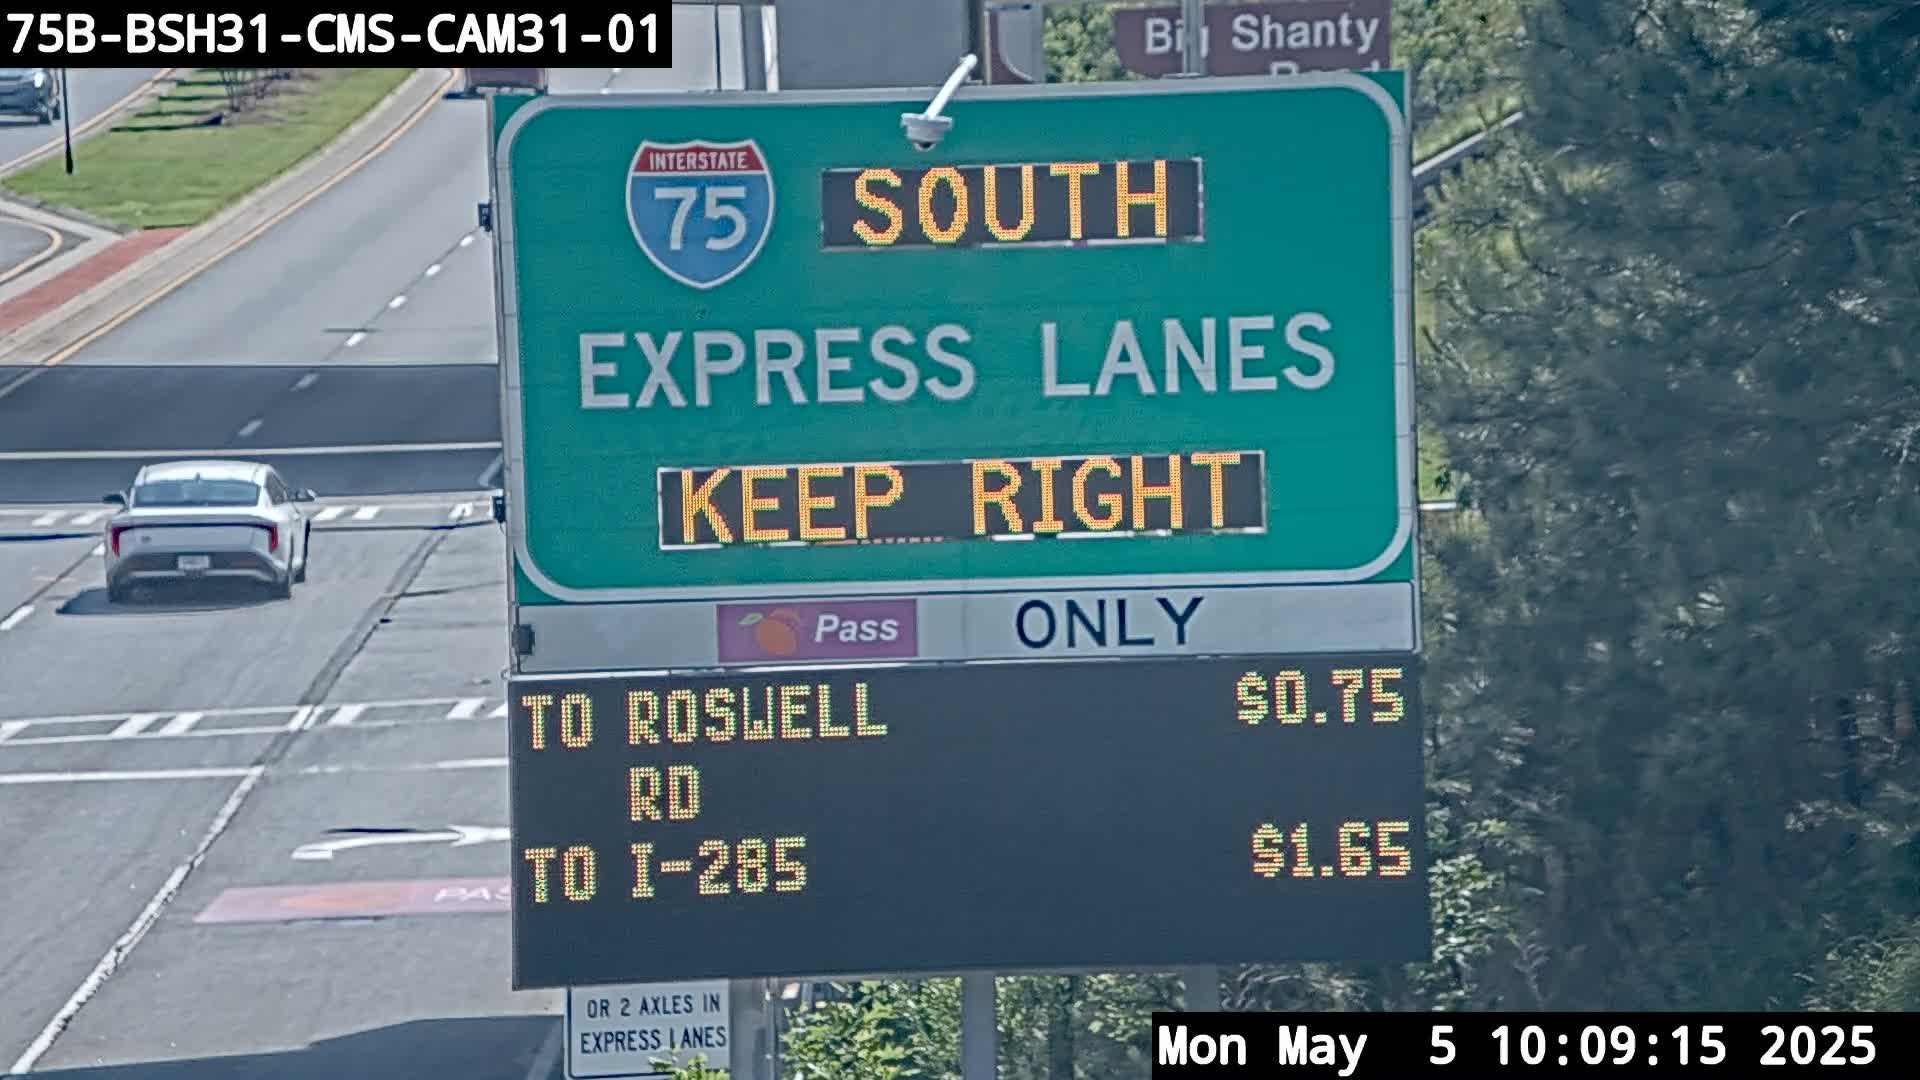 75B-BSH31-CMS-CAM31-01
Big Shanty
Road
INTERSTATE
75
SOUTH
EXPRESS LANES
KEEP RIGHT
Pass
ONLY
TO ROSWELL $0.75
RD
TO I-285 $1.65
PAS
OR 2 AXLES IN
EXPRESS LANES
Mon May 5 10:09:15 2025